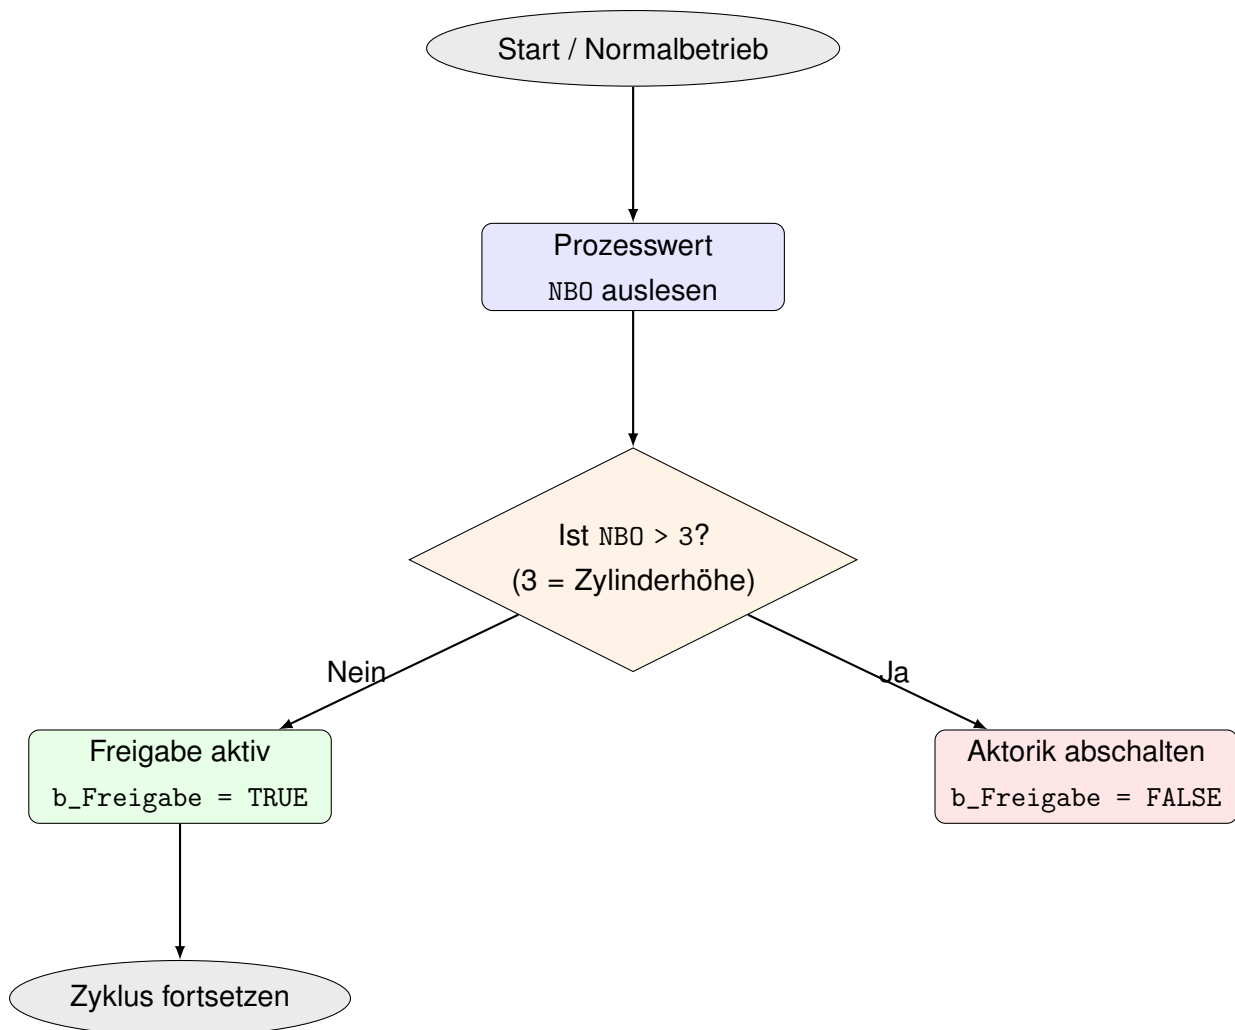 Start / Normalbetrieb
Prozesswert
NBO auslesen
Ist NBO > 3?
(3 = Zylinderhöhe)
Nein
Ja
Freigabe aktiv
b_Freigabe = TRUE
Aktorik abschalten
b_Freigabe = FALSE
Zyklus fortsetzen